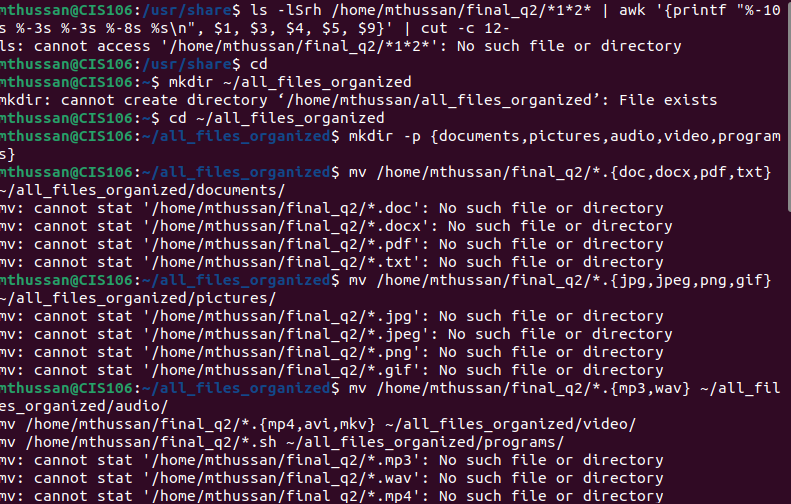 mthussan@CIS106:/usr/share$ ls -lSrh /home/mthussan/final_q2/*1*2* | awk '{printf "%-10
s %-3s %-3s %-8s %s\n", $1, $3, $4, $5, $9}' | cut -c 12-
ls: cannot access '/home/mthussan/final_q2/*1*2*': No such file or directory
mthussan@CIS106:/usr/share$ cd
mthussan@CIS106:~$ mkdir ~/all_files_organized
mkdir: cannot create directory ‘/home/mthussan/all_files_organized’: File exists
mthussan@CIS106:~$ cd ~/all_files_organized
mthussan@CIS106:~/all_files_organized$ mkdir -p {documents,pictures,audio,video,program
s}
mthussan@CIS106:~/all_files_organized$ mv /home/mthussan/final_q2/*.{doc,docx,pdf,txt}
~/all_files_organized/documents/
mv: cannot stat '/home/mthussan/final_q2/*.doc': No such file or directory
mv: cannot stat '/home/mthussan/final_q2/*.docx': No such file or directory
mv: cannot stat '/home/mthussan/final_q2/*.pdf': No such file or directory
mv: cannot stat '/home/mthussan/final_q2/*.txt': No such file or directory
mthussan@CIS106:~/all_files_organized$ mv /home/mthussan/final_q2/*.{jpg,jpeg,png,gif}
~/all_files_organized/pictures/
mv: cannot stat '/home/mthussan/final_q2/*.jpg': No such file or directory
mv: cannot stat '/home/mthussan/final_q2/*.jpeg': No such file or directory
mv: cannot stat '/home/mthussan/final_q2/*.png': No such file or directory
mv: cannot stat '/home/mthussan/final_q2/*.gif': No such file or directory
mthussan@CIS106:~/all_files_organized$ mv /home/mthussan/final_q2/*.{mp3,wav} ~/all_fil
es_organized/audio/
mv /home/mthussan/final_q2/*.{mp4,avi,mkv} ~/all_files_organized/video/
mv /home/mthussan/final_q2/*.sh ~/all_files_organized/programs/
mv: cannot stat '/home/mthussan/final_q2/*.mp3': No such file or directory
mv: cannot stat '/home/mthussan/final_q2/*.wav': No such file or directory
mv: cannot stat '/home/mthussan/final_q2/*.mp4': No such file or directory